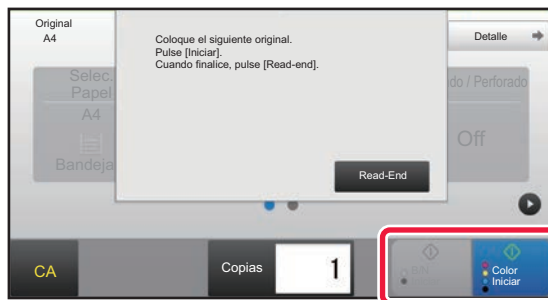 Original
A4
Coloque el siguiente original.
Pulse [Iniciar].
Cuando finalice, pulse [Read-end].
Detalle
Selec.
Papel
A4
Bandeja
do / Perforado
Off
Read-End
CA
Copias
1
B/N
Color
Iniciar